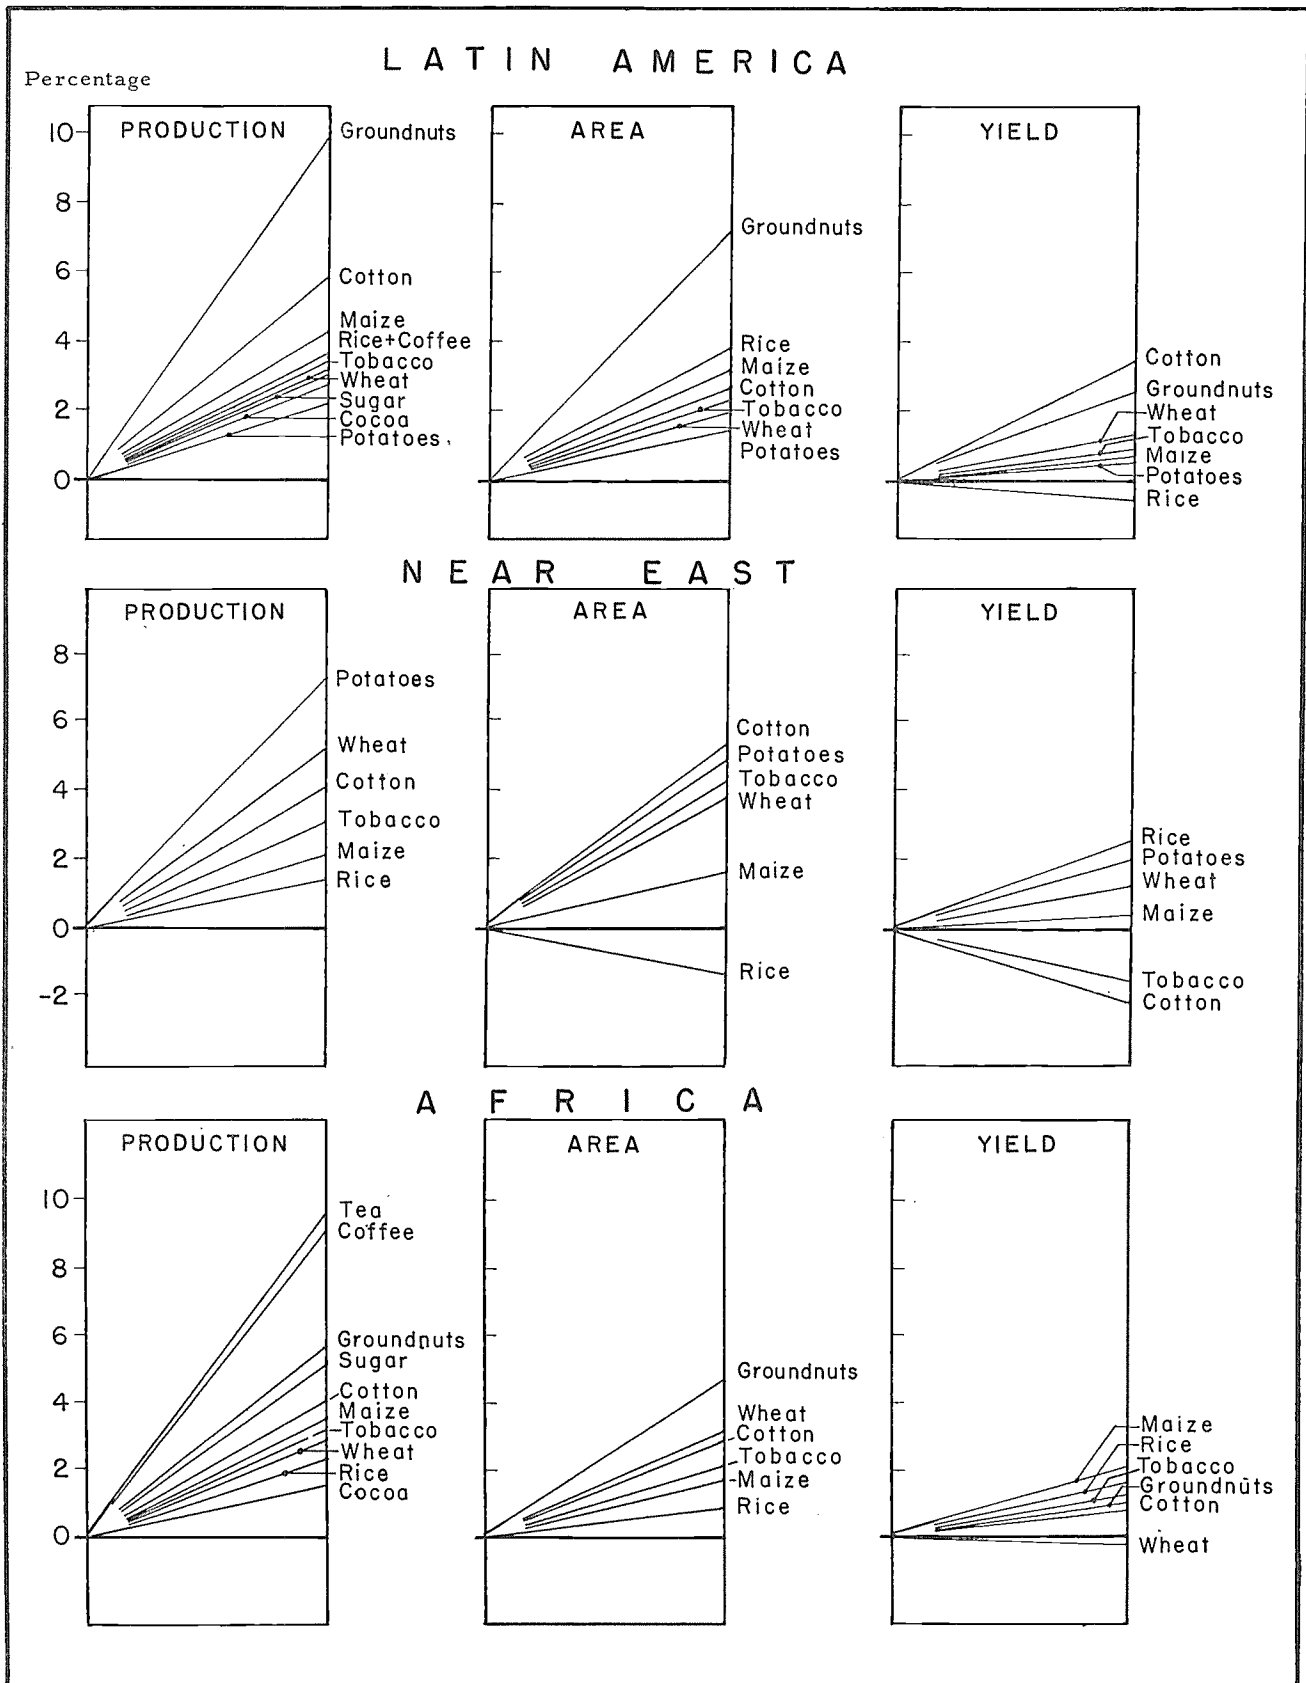 LATIN AMERICA
Percentage
PRODUCTION
10
8
6
4
2
0
Groundnuts
Cotton
Maize
Rice+Coffee
Tobacco
Wheat
Sugar
Cocoa
Potatoes
AREA
Groundnuts
Rice
Maize
Cotton
Tobacco
Wheat
Potatoes
YIELD
Cotton
Groundnuts
Wheat
Tobacco
Maize
Potatoes
Rice
NEAR EAST
PRODUCTION
8
6
4
2
0
-2
Potatoes
Wheat
Cotton
Tobacco
Maize
Rice
AREA
Cotton
Potatoes
Tobacco
Wheat
Maize
Rice
YIELD
Rice
Potatoes
Wheat
Maize
Tobacco
Cotton
AFRICA
PRODUCTION
10
8
6
4
2
0
Tea
Coffee
Groundnuts
Sugar
Cotton
Maize
Tobacco
Wheat
Rice
Cocoa
AREA
Groundnuts
Wheat
Cotton
Tobacco
Maize
Rice
YIELD
Maize
Rice
Tobacco
Groundnuts
Cotton
Wheat